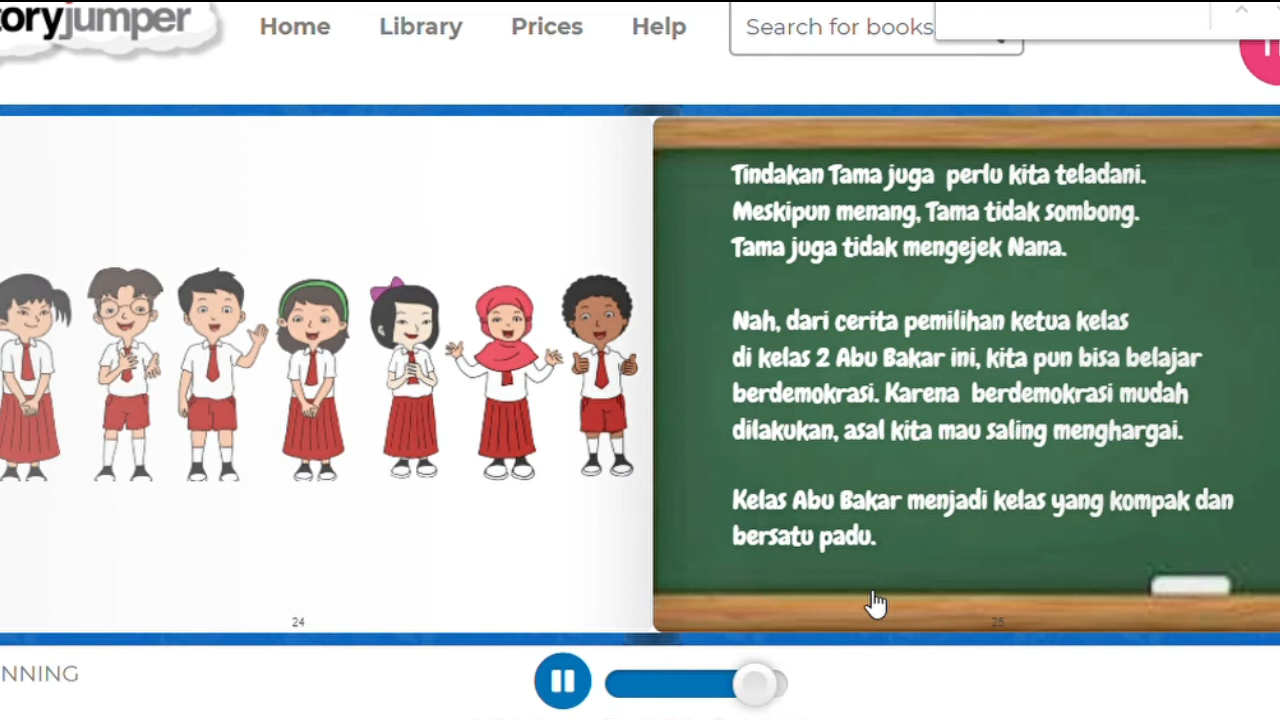 oryjumper
Home
Library
Prices
Help
Search for books
Tindakan Tama juga perlu kita teladani.
Meskipun menang, Tama tidak sombong.
Tama juga tidak mengejek Nana.
Nah, dari cerita pemilihan ketua kelas
di kelas 2 Abu Bakar ini, kita pun bisa belajar
berdemokrasi. Karena berdemokrasi mudah
dilakukan, asal kita mau saling menghargai.
Kelas Abu Bakar menjadi kelas yang kompak dan
bersatu padu.
24
25
NNING